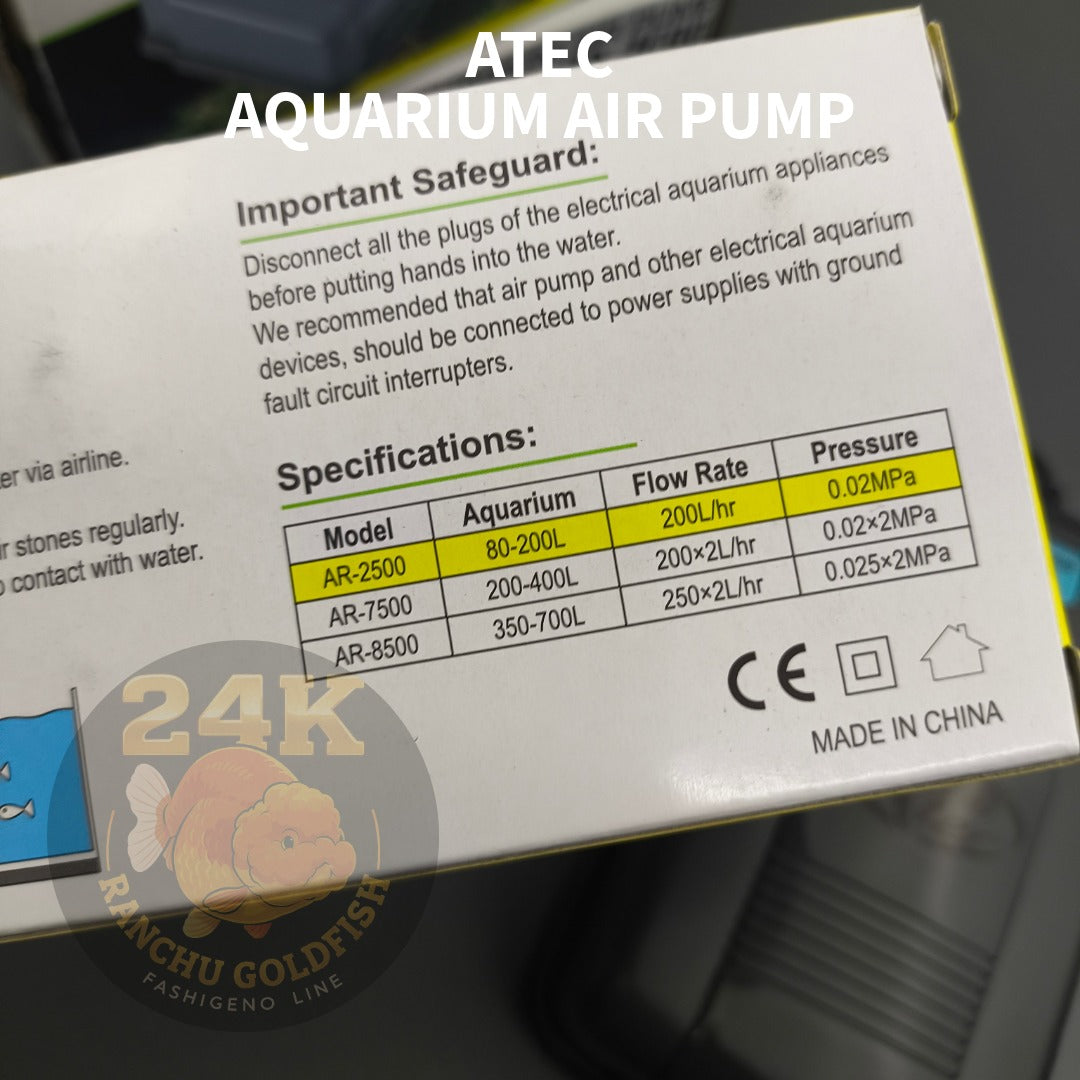 ATEC
AQUARIUM AIR PUMP
Important Safeguard:
Disconnect all the plugs of the electrical aquarium appliances
before putting hands into the water.
We recommended that air pump and other electrical aquarium
devices, should be connected to power supplies with ground
fault circuit interrupters.
er via airline.
r stones regularly.
contact with water.
Specifications:
Model Aquarium Flow Rate Pressure
AR-2500 80-200L 200L/hr 0.02MPa
AR-7500 200-400L 200×2L/hr 0.02×2MPa
AR-8500 350-700L 250×2L/hr 0.025×2MPa
CE
MADE IN CHINA
24K
RANCHU GOLDFISH
FASHIGENO LINE